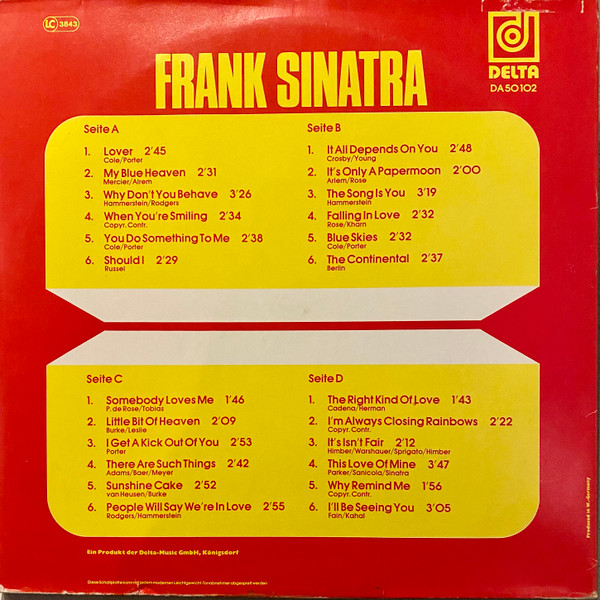 LC 3843
DELTA
DA 50102
FRANK SINATRA
Seite A
1. Lover 2'45
Cole/Porter
2. My Blue Heaven 2'31
Mercier/Alrem
3. Why Don't You Behave 3'26
Hammerstein/Rodgers
4. When You're Smiling 2'34
Copyr. Contr.
5. You Do Something To Me 2'38
Cole/Porter
6. Should I 2'29
Russel
Seite B
1. It All Depends On You 2'48
Crosby/Young
2. It's Only A Papermoon 2'00
Arlem/Rose
3. The Song Is You 3'19
Hammerstein
4. Falling In Love 2'32
Rose/Kharn
5. Blue Skies 2'32
Cole/Porter
6. The Continental 2'37
Berlin
Seite C
1. Somebody Loves Me 1'46
P. de Rose/Tobias
2. Little Bit Of Heaven 2'09
Burke/Leslie
3. I Get A Kick Out Of You 2'53
Porter
4. There Are Such Things 2'42
Adams/Baer/Meyer
5. Sunshine Cake 2'52
van Heusen/Burke
6. People Will Say We're In Love 2'55
Rodgers/Hammerstein
Seite D
1. The Right Kind Of Love 1'43
Cadena/Herman
2. I'm Always Closing Rainbows 2'22
Copyr. Contr.
3. It's Isn't Fair 2'12
Himber/Warshauer/Sprigato/Himber
4. This Love Of Mine 3'47
Parker/Sanicola/Sinatra
5. Why Remind Me 1'56
Copyr. Contr.
6. I'll Be Seeing You 3'05
Fain/Kahal
Ein Produkt der Delta-Music GmbH, Königsdorf
Diese Schallplatte kann mit jedem modernen Leichtgewicht-Tonabnehmer abgespielt werden
Produced in W.-Germany